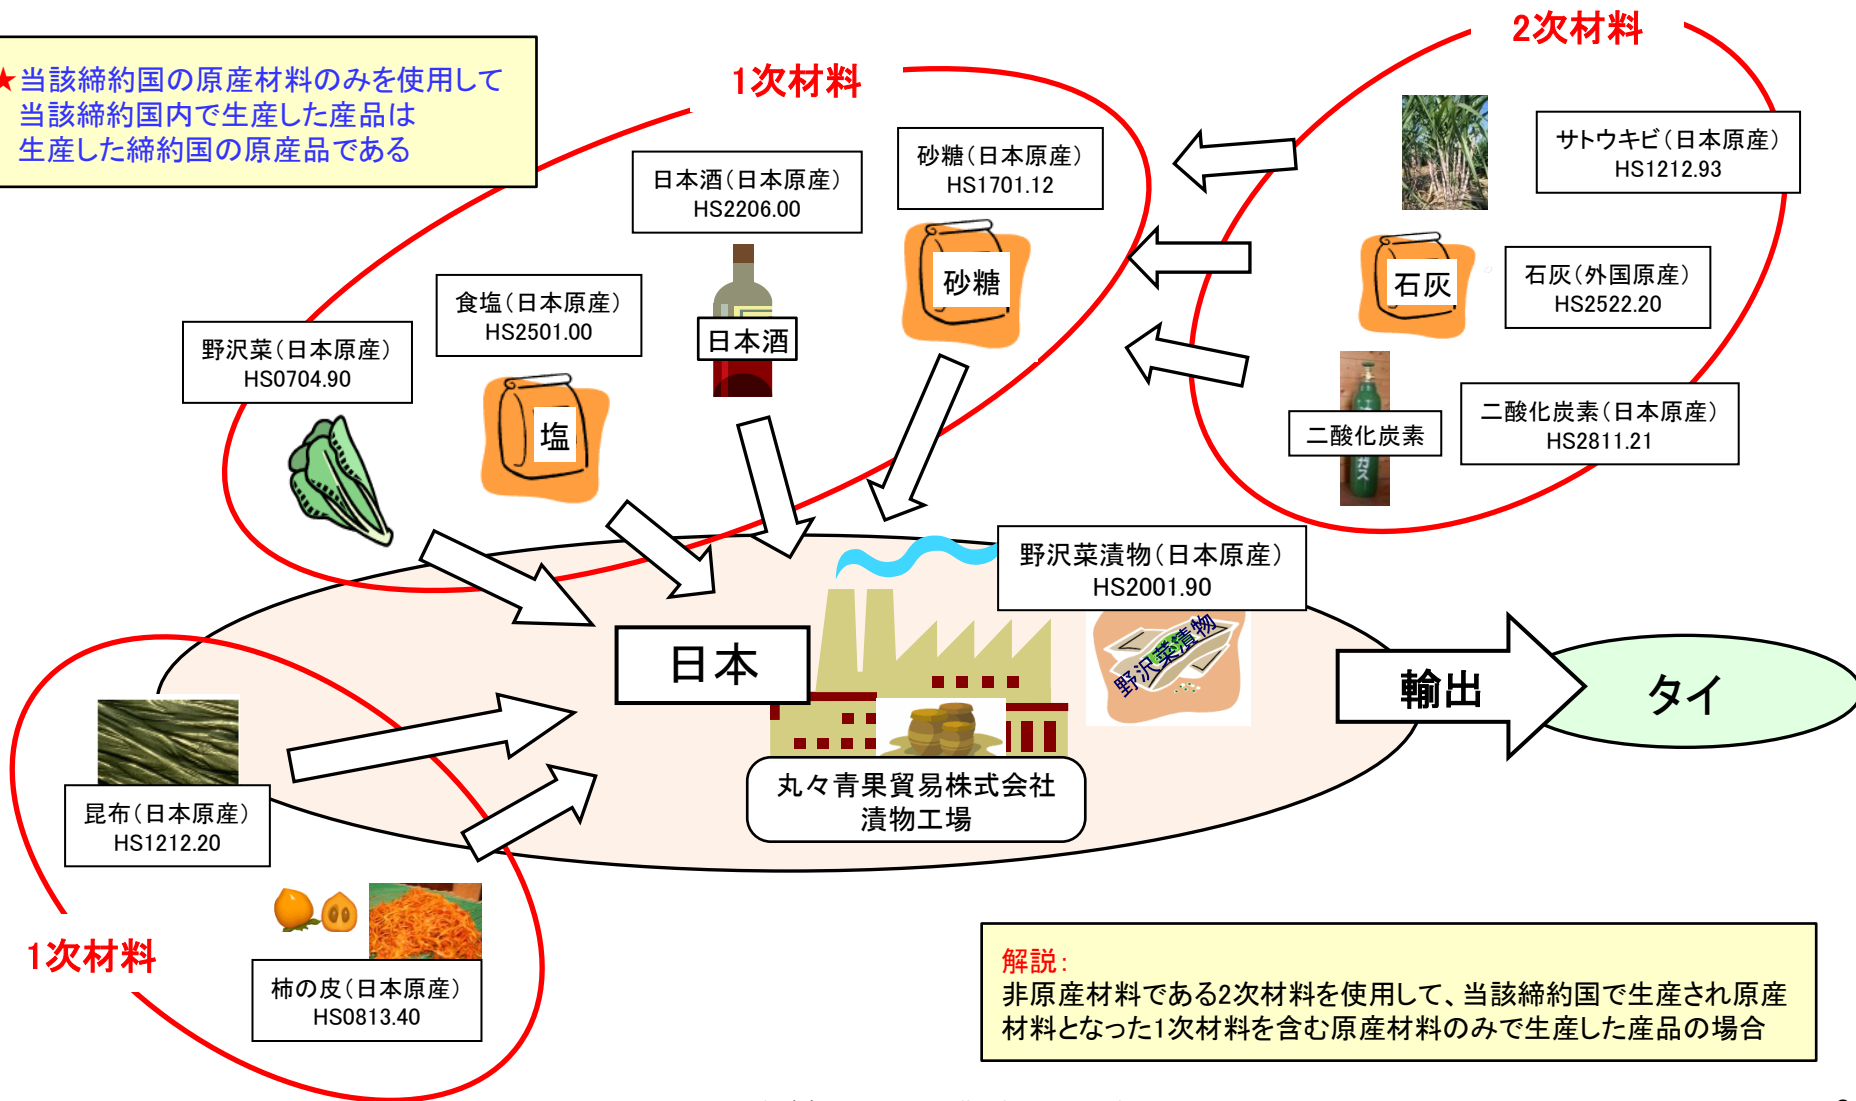 2次材料
1次材料
★当該締約国の原産材料のみを使用して
当該締約国内で生産した産品は
生産した締約国の原産品である
サトウキビ(日本原産)
HS1212.93
砂糖(日本原産)
HS1701.12
日本酒(日本原産)
HS2206.00
砂糖
石灰
石灰(外国原産)
HS2522.20
食塩(日本原産)
HS2501.00
日本酒
野沢菜(日本原産)
HS0704.90
塩
二酸化炭素
ガス
二酸化炭素(日本原産)
HS2811.21
野沢菜漬物(日本原産)
HS2001.90
日本
野沢菜漬物
輸出
タイ
丸々青果貿易株式会社
漬物工場
昆布(日本原産)
HS1212.20
1次材料
柿の皮(日本原産)
HS0813.40
解説:
非原産材料である2次材料を使用して、当該締約国で生産され原産
材料となった1次材料を含む原産材料のみで生産した産品の場合